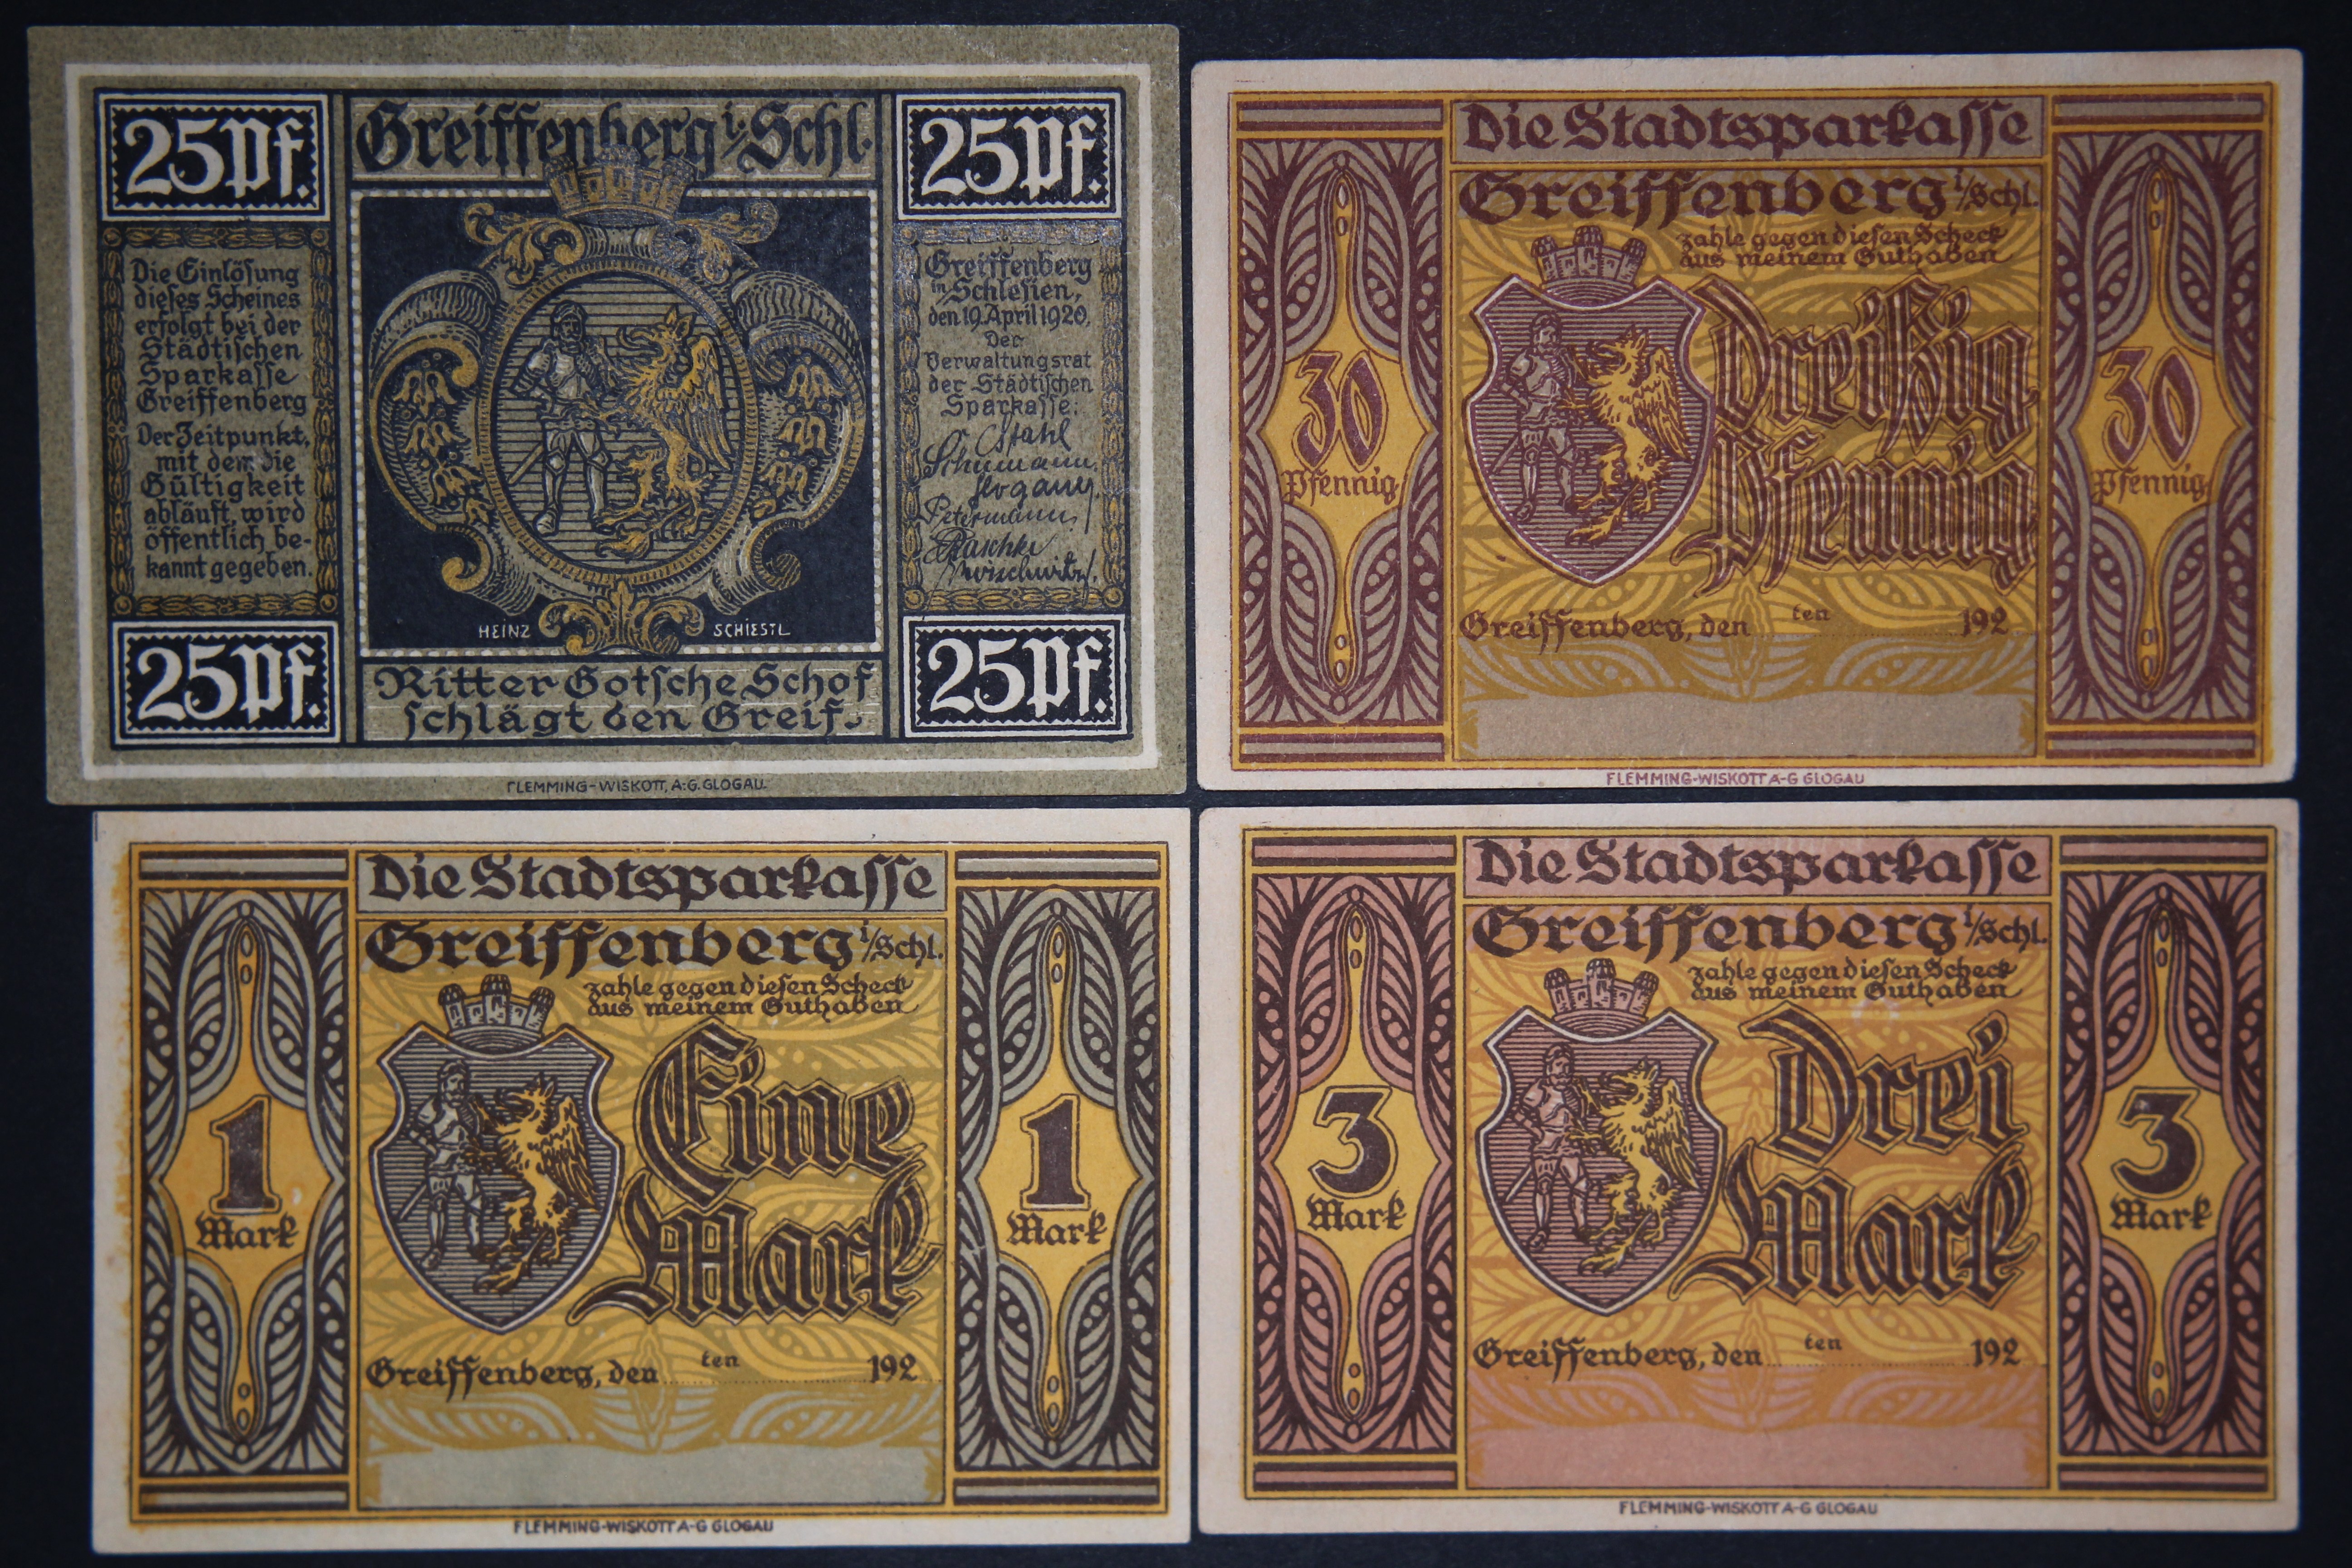 25Pf.
Greiffenberg i/Schl.
25Pf.
Die Einlösung
dieses Scheines
erfolgt bei der
Städtischen
Sparkasse
Greiffenberg
Der Zeitpunkt,
mit dem die
Gültigkeit
abläuft, wird
öffentlich be-
kannt gegeben.
Greiffenberg
in Schlesien,
den 19. April 1920.
Der
Verwaltungsrat
der Städtischen
Sparkasse:
Stahl
Schumann.
Petermann
Raschke
HEINZ SCHIESTL
25Pf.
Ritter Gotsche Schof
schlägt den Greif.
25Pf.
FLEMMING-WISKOTT, A:G. GLOGAU.
Die Stadtsparkasse
Greiffenberg i/Schl.
zahle gegen diesen Scheck
aus meinem Guthaben
30
Pfennig
Dreißig
Pfennig
30
Pfennig
Greiffenberg, den ten 192
FLEMMING-WISKOTT A-G GLOGAU
Die Stadtsparkasse
Greiffenberg i/Schl.
zahle gegen diesen Scheck
aus meinem Guthaben
1
Mark
Eine
Mark
1
Mark
Greiffenberg, den ten 192
FLEMMING-WISKOTT A-G GLOGAU
Die Stadtsparkasse
Greiffenberg i/Schl.
zahle gegen diesen Scheck
aus meinem Guthaben
3
Mark
Drei
Mark
3
Mark
Greiffenberg, den ten 192
FLEMMING-WISKOTT A-G GLOGAU